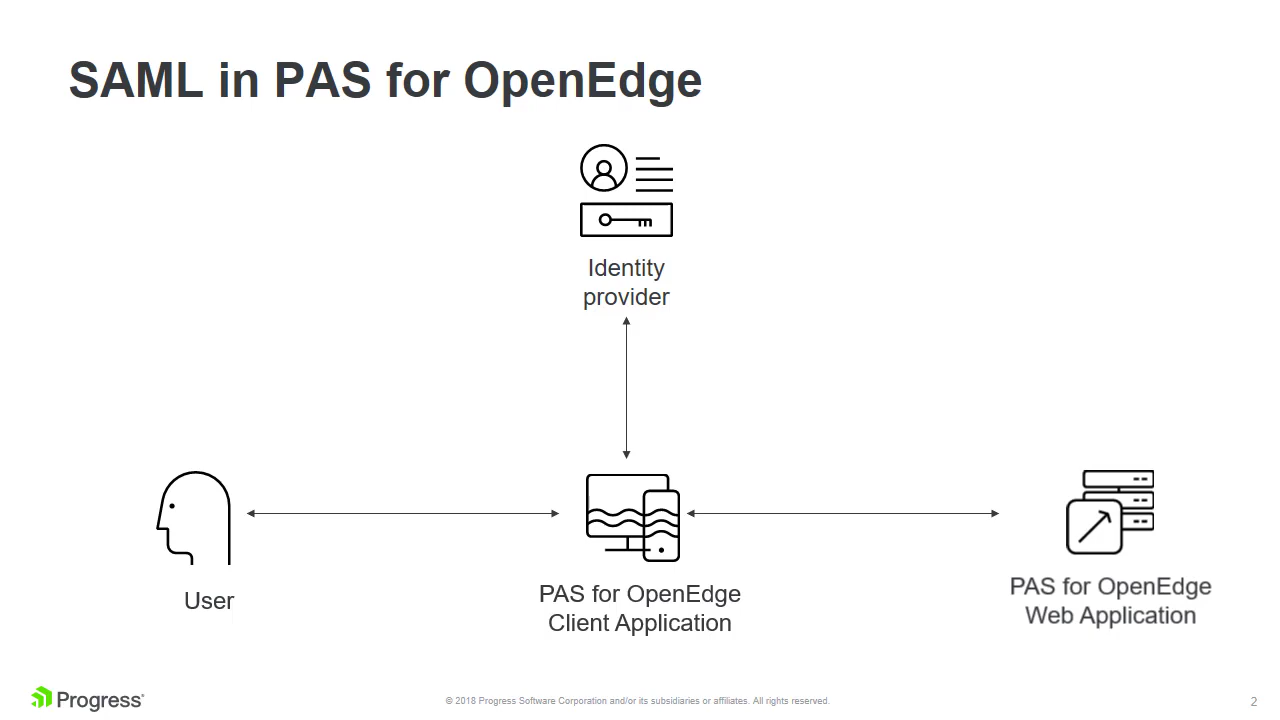 SAML in PAS for OpenEdge
Identity
provider
User
PAS for OpenEdge
Client Application
PAS for OpenEdge
Web Application
Progress®
© 2018 Progress Software Corporation and/or its subsidiaries or affiliates. All rights reserved.
2